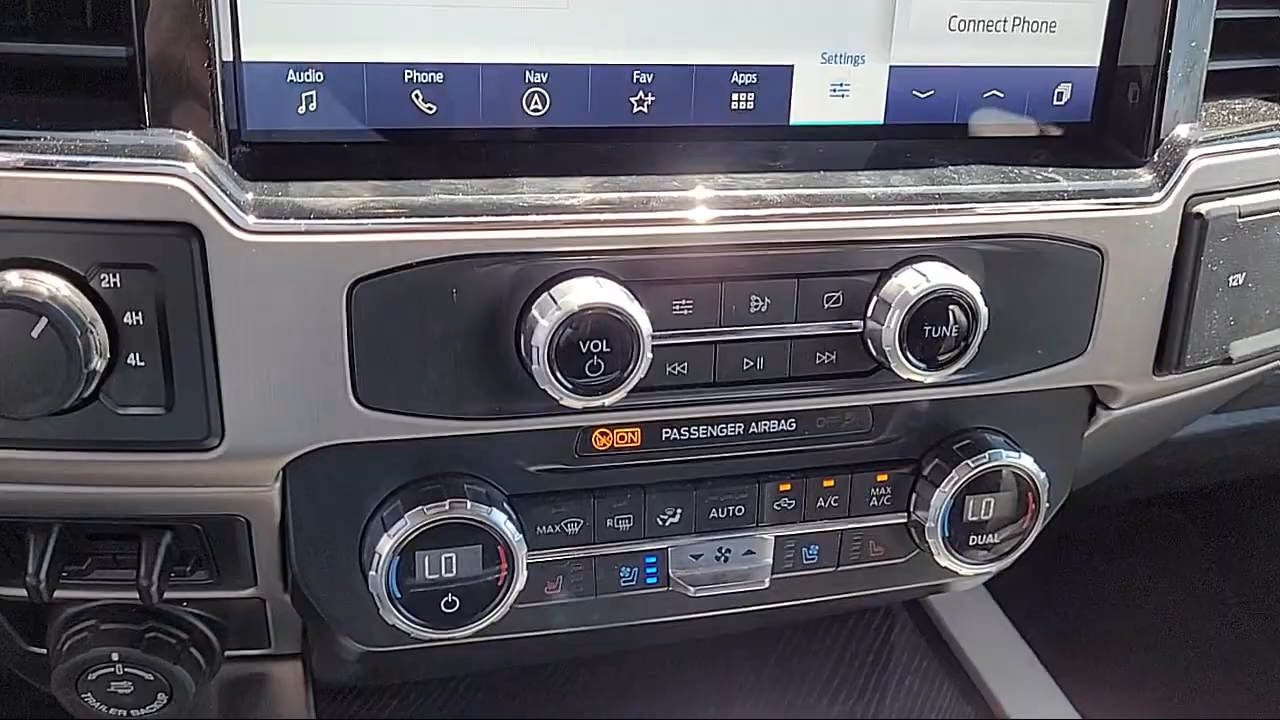 Connect Phone
Settings
Audio
Phone
Nav
Fav
Apps
2H
4H
4L
12V
VOL
TUNE
ON
PASSENGER AIRBAG
MAX
R
AUTO
A/C
MAX
A/C
LO
LO
DUAL
TRAILER BACKUP